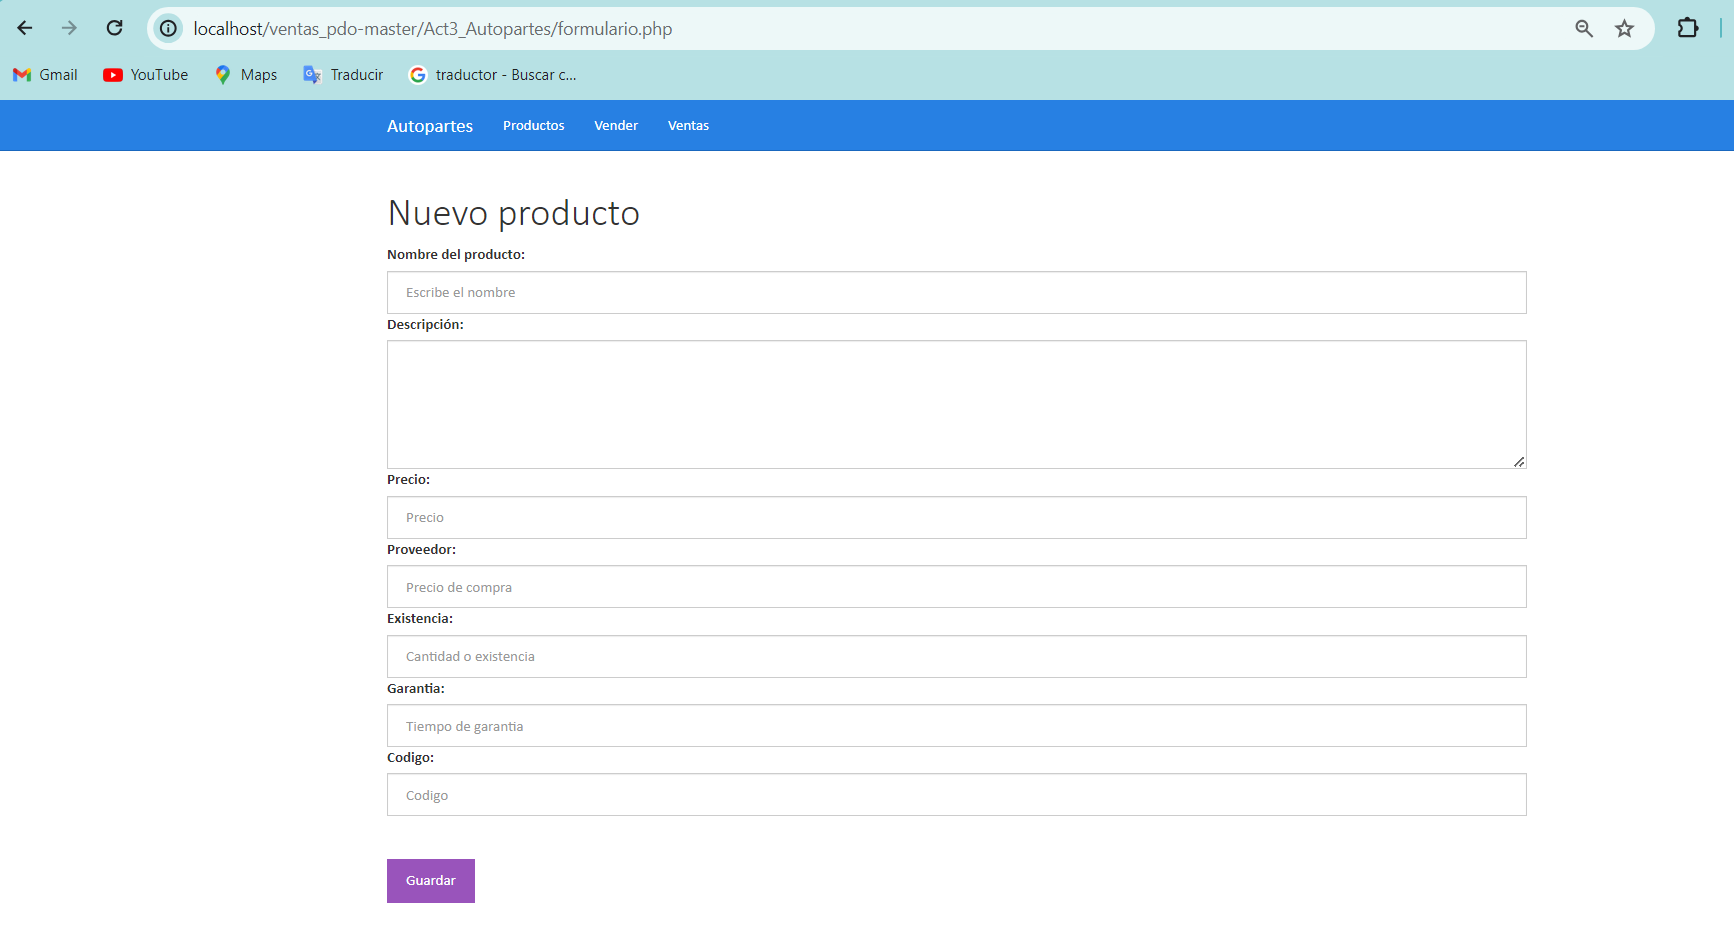 localhost/ventas_pdo-master/Act3_Autopartes/formulario.php
Gmail YouTube Maps Traducir traductor - Buscar c...
Autopartes Productos Vender Ventas
Nuevo producto
Nombre del producto:
Escribe el nombre
Descripción:
Precio:
Precio
Proveedor:
Precio de compra
Existencia:
Cantidad o existencia
Garantia:
Tiempo de garantia
Codigo:
Codigo
Guardar